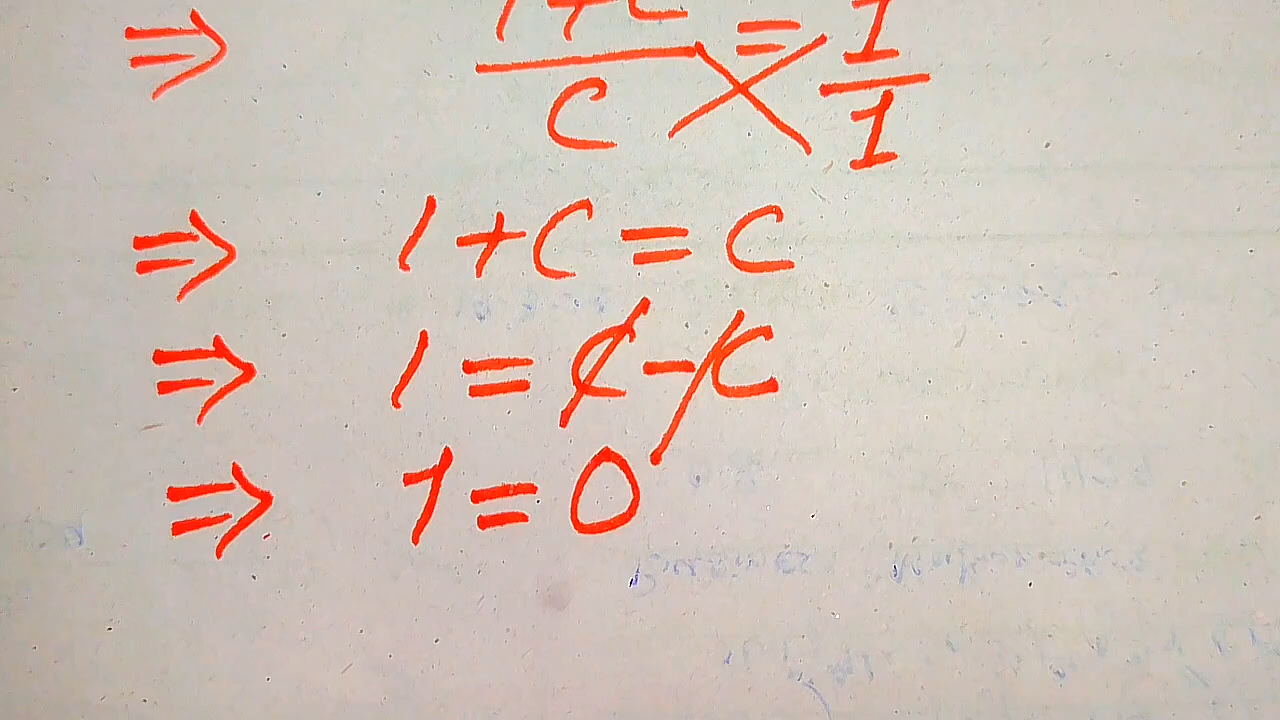 ⇒ 1+C/C = 1/1
⇒ 1+C = C
⇒ 1 = C-C
⇒ 1 = 0